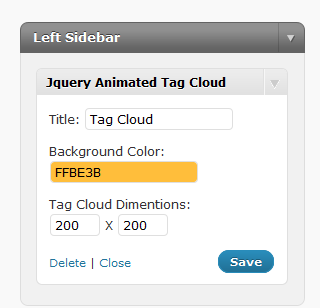 Left Sidebar
Jquery Animated Tag Cloud
Title: Tag Cloud
Background Color:
FFBE3B
Tag Cloud Dimentions:
200 X 200
Delete | Close Save